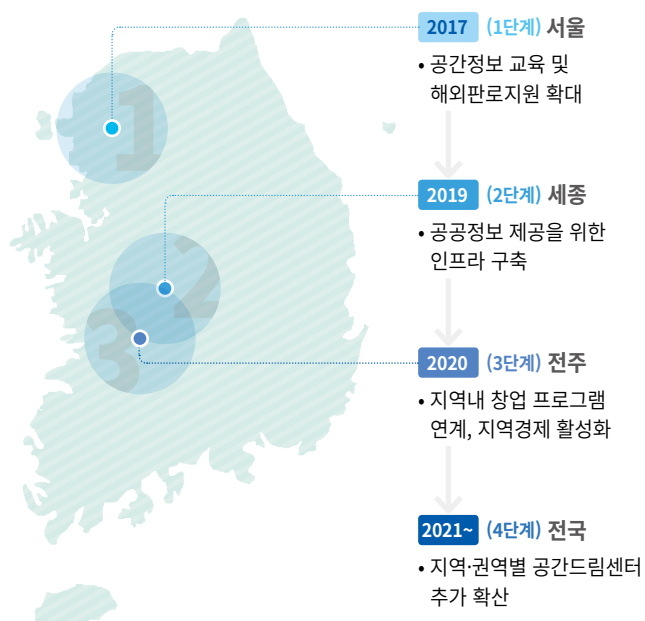 2017 (1단계) 서울
• 공간정보 교육 및
해외판로지원 확대
1
2019 (2단계) 세종
• 공공정보 제공을 위한
인프라 구축
2
3
2020 (3단계) 전주
• 지역내 창업 프로그램
연계, 지역경제 활성화
2021~ (4단계) 전국
• 지역·권역별 공간드림센터
추가 확산